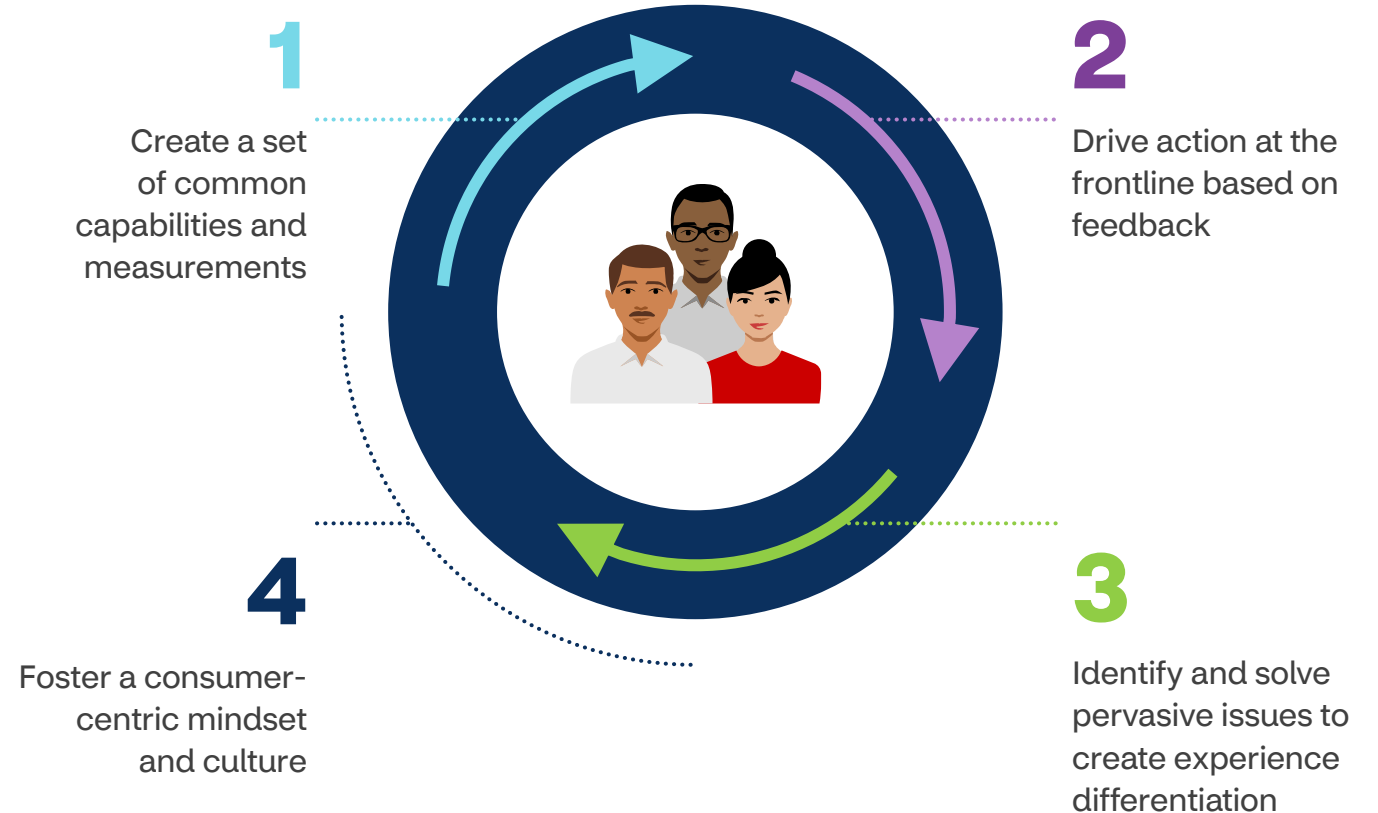 1
Create a set
of common
capabilities and
measurements
2
Drive action at the
frontline based on
feedback
3
Identify and solve
pervasive issues to
create experience
differentiation
4
Foster a consumer-
centric mindset
and culture